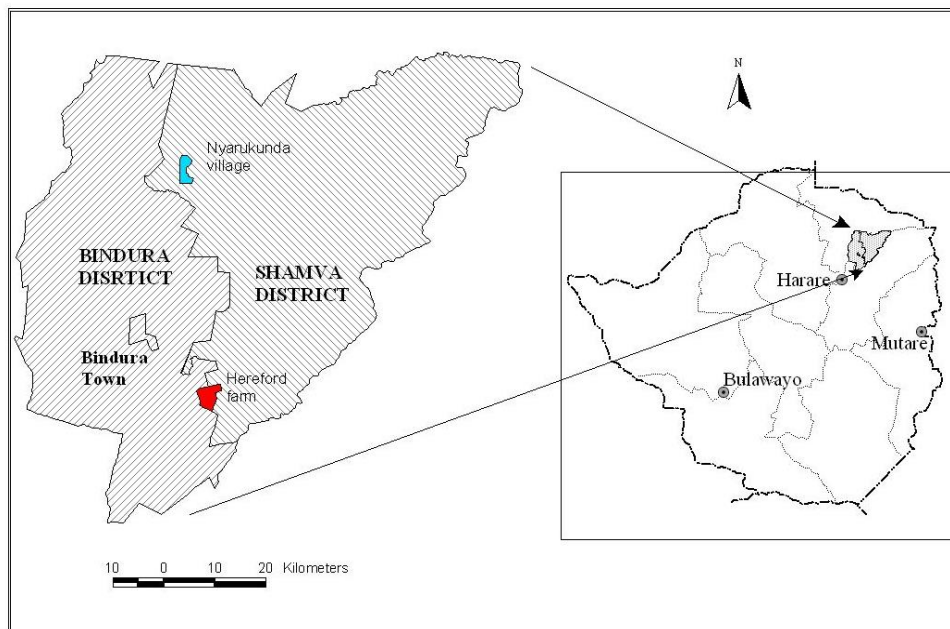 N
Nyarukunda
village
BINDURA
DISRTICT
SHAMVA
DISTRICT
Bindura
Town
Hereford
farm
Harare
Mutare
Bulawayo
10 0 10 20 Kilometers